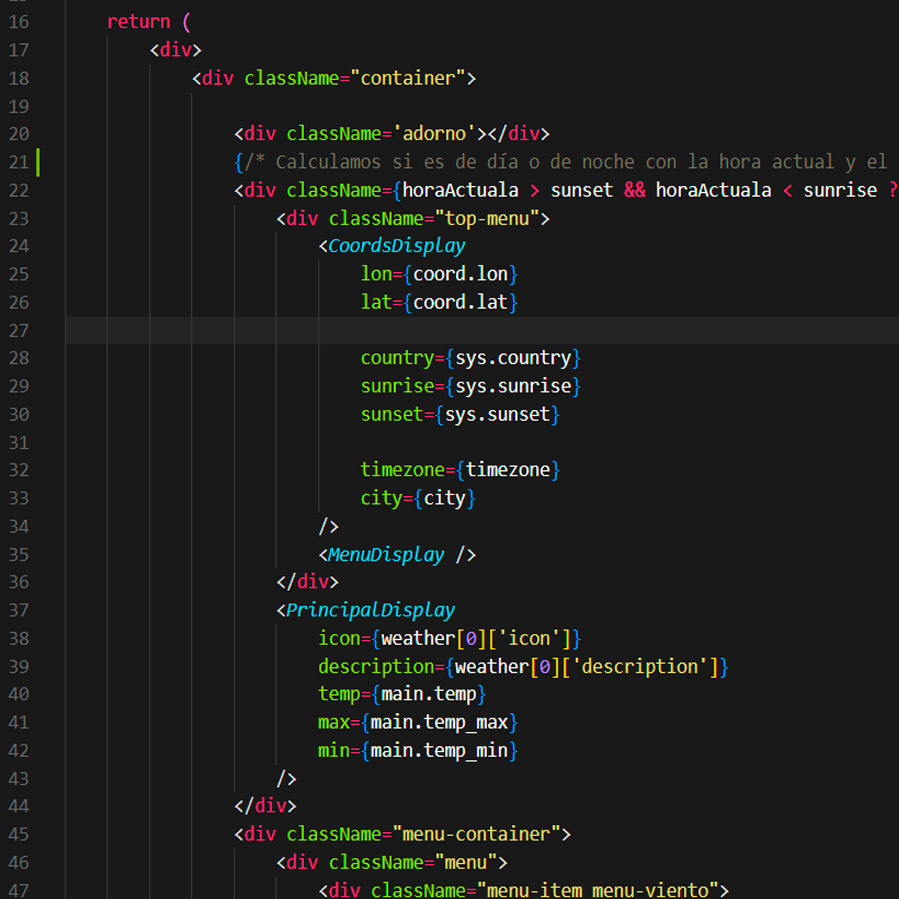 16 return (
17 <div>
18 <div className="container">
19
20 <div className='adorno'></div>
21 {/* Calculamos si es de día o de noche con la hora actual y el
22 <div className={horaActuala > sunset && horaActuala < sunrise ?
23 <div className="top-menu">
24 <CoordsDisplay
25 lon={coord.lon}
26 lat={coord.lat}
27
28 country={sys.country}
29 sunrise={sys.sunrise}
30 sunset={sys.sunset}
31
32 timezone={timezone}
33 city={city}
34 />
35 <MenuDisplay />
36 </div>
37 <PrincipalDisplay
38 icon={weather[0]['icon']}
39 description={weather[0]['description']}
40 temp={main.temp}
41 max={main.temp_max}
42 min={main.temp_min}
43 />
44 </div>
45 <div className="menu-container">
46 <div className="menu">
47 <div className="menu-item menu-viento">